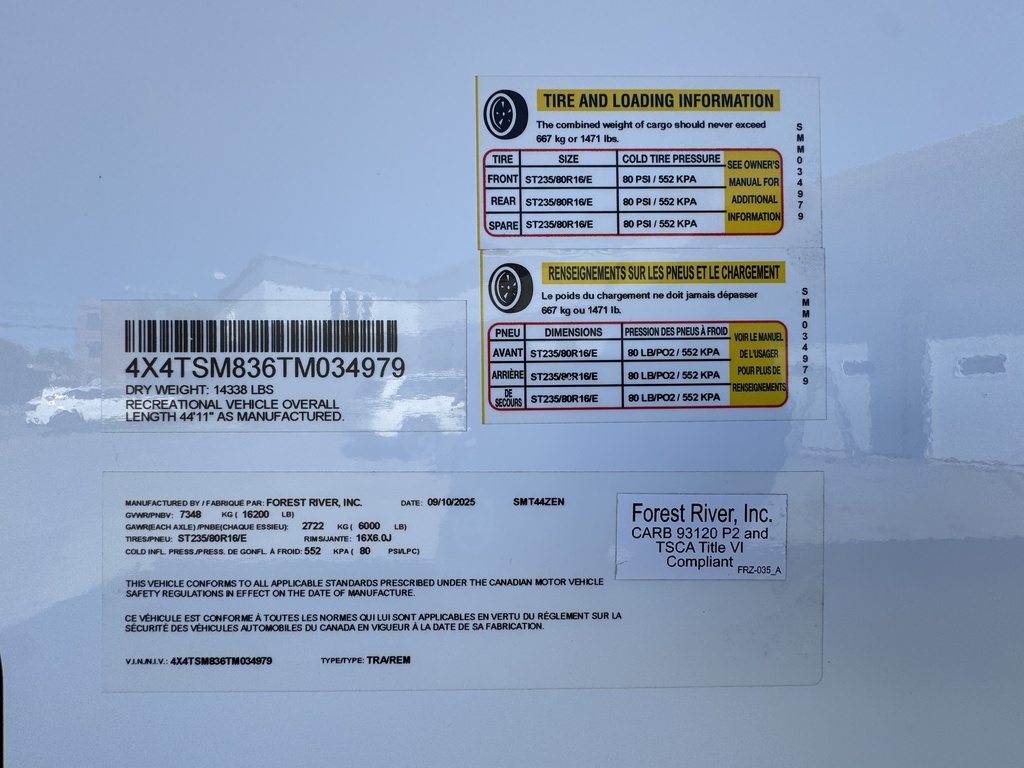 TIRE AND LOADING INFORMATION
The combined weight of cargo should never exceed
667 kg or 1471 lbs.
TIRE SIZE COLD TIRE PRESSURE SEE OWNER'S MANUAL FOR ADDITIONAL INFORMATION
FRONT ST235/80R16/E 80 PSI / 552 KPA
REAR ST235/80R16/E 80 PSI / 552 KPA
SPARE ST235/80R16/E 80 PSI / 552 KPA
SMM034979
RENSEIGNEMENTS SUR LES PNEUS ET LE CHARGEMENT
Le poids du chargement ne doit jamais dépasser
667 kg ou 1471 lb.
PNEU DIMENSIONS PRESSION DES PNEUS À FROID VOIR LE MANUEL DE L'USAGER POUR PLUS DE RENSEIGNEMENTS
AVANT ST235/80R16/E 80 LB/PO2 / 552 KPA
ARRIÈRE ST235/80R16/E 80 LB/PO2 / 552 KPA
DE SECOURS ST235/80R16/E 80 LB/PO2 / 552 KPA
SMM034979
4X4TSM836TM034979
DRY WEIGHT: 14338 LBS
RECREATIONAL VEHICLE OVERALL
LENGTH 44'11" AS MANUFACTURED.
MANUFACTURED BY / FABRIQUÉ PAR: FOREST RIVER, INC. DATE: 09/10/2025 SMT44ZEN
GVWR/PNBV: 7348 KG ( 16200 LB)
GAWR(EACH AXLE) /PNBE(CHAQUE ESSIEU): 2722 KG ( 6000 LB)
TIRES/PNEU: ST235/80R16/E RIMS/JANTE: 16X6.0J
COLD INFL. PRESS/PRESS. DE GONFL. À FROID: 552 KPA ( 80 PSI/LPC)
THIS VEHICLE CONFORMS TO ALL APPLICABLE STANDARDS PRESCRIBED UNDER THE CANADIAN MOTOR VEHICLE
SAFETY REGULATIONS IN EFFECT ON THE DATE OF MANUFACTURE.
CE VÉHICULE EST CONFORME À TOUTES LES NORMES QUI LUI SONT APPLICABLES EN VERTU DU RÉGLEMENT SUR LA
SÉCURITÉ DES VÉHICULES AUTOMOBILES DU CANADA EN VIGUEUR À LA DATE DE SA FABRICATION.
V.I.N./N.I.V.: 4X4TSM836TM034979 TYPE/TYPE: TRA/REM
Forest River, Inc.
CARB 93120 P2 and
TSCA Title VI
Compliant
FRZ-035_A